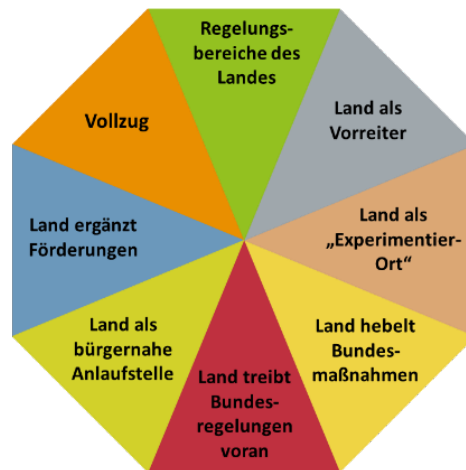 Regelungs-
bereiche des
Landes
Land als
Vorreiter
Land als
„Experimentier-
Ort“
Land hebelt
Bundes-
maßnahmen
Land treibt
Bundes-
regelungen
voran
Land als
bürgernahe
Anlaufstelle
Land ergänzt
Förderungen
Vollzug